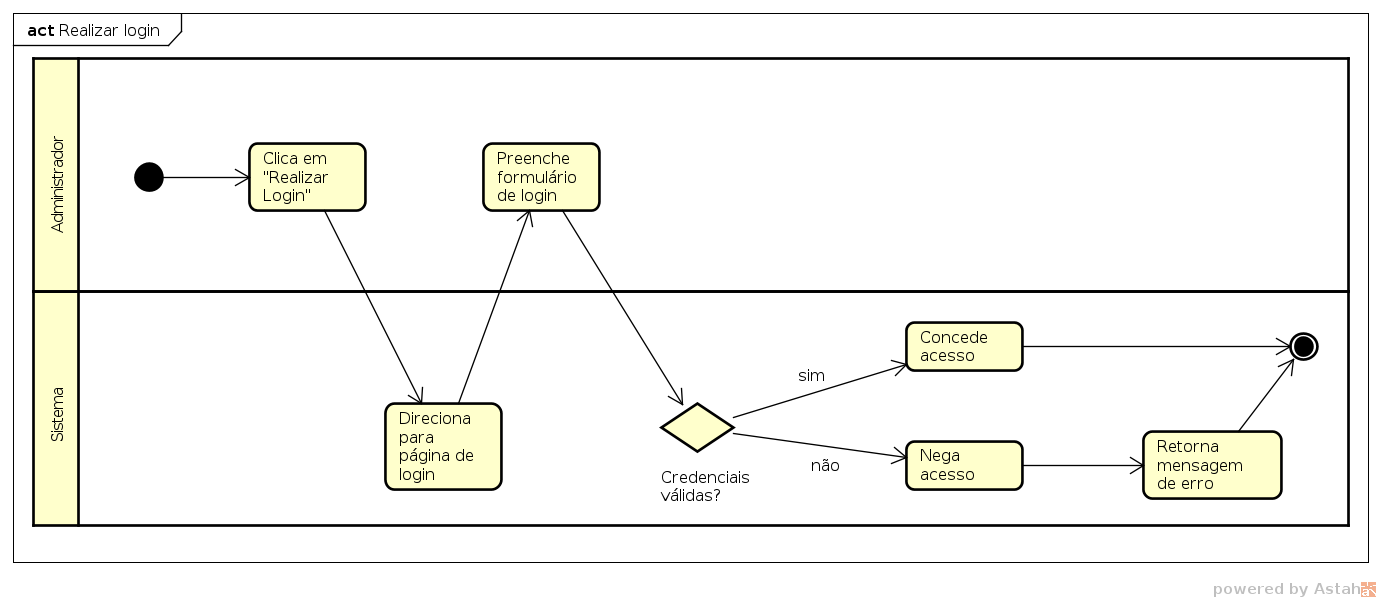 act Realizar login
Administrador
Clica em
"Realizar
Login"
Preenche
formulário
de login
Sistema
Direciona
para
página de
login
Credenciais
válidas?
sim
não
Concede
acesso
Nega
acesso
Retorna
mensagem
de erro
powered by Astah